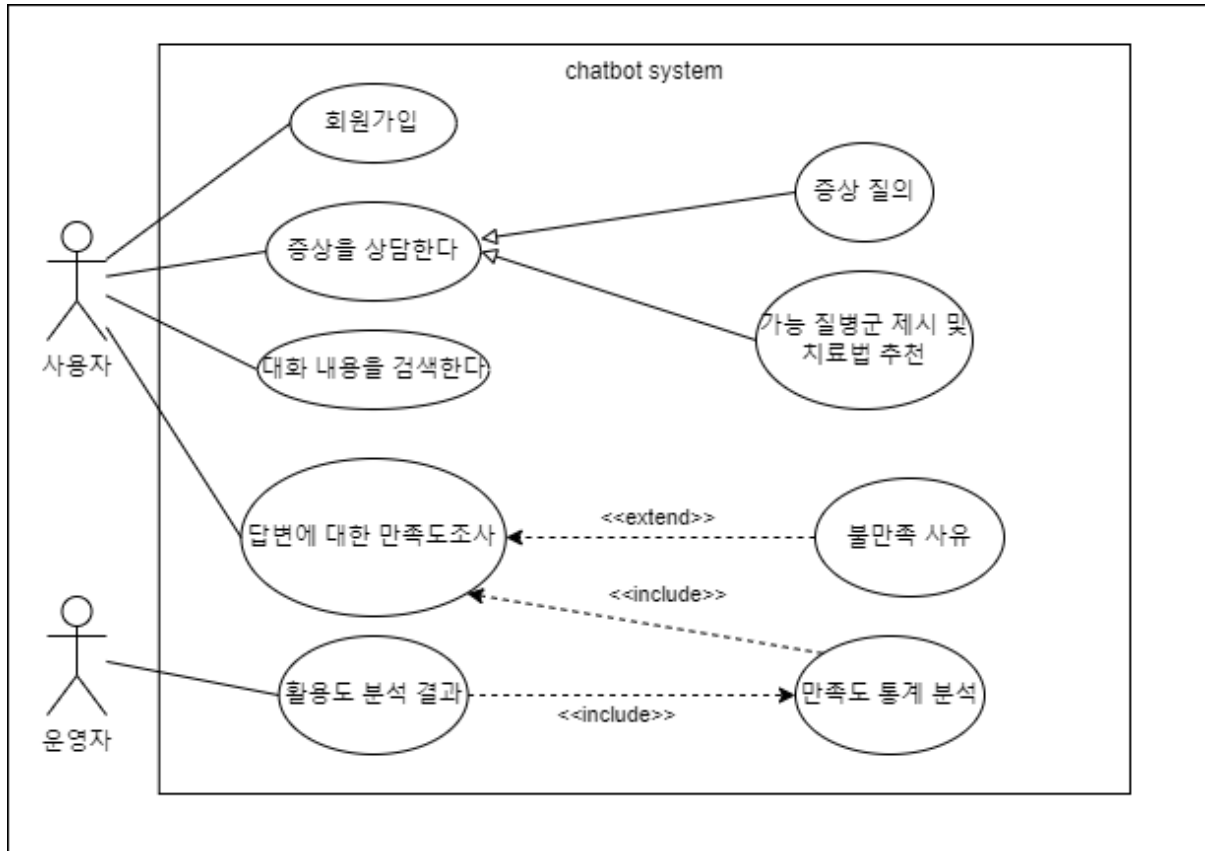 chatbot system
회원가입
증상 질의
증상을 상담한다
가능 질병군 제시 및
치료법 추천
사용자
대화 내용을 검색한다
<<extend>>
답변에 대한 만족도조사
불만족 사유
<<include>>
활용도 분석 결과
만족도 통계 분석
<<include>>
운영자